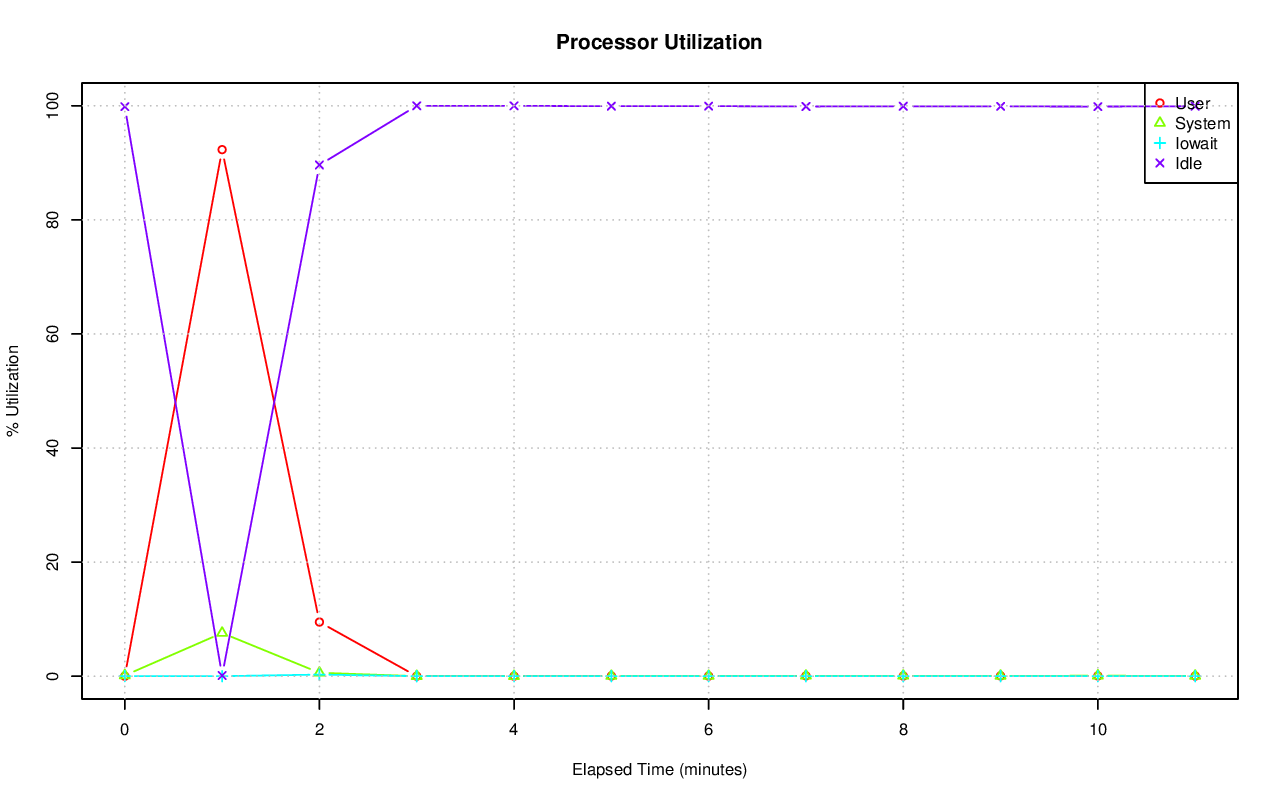 Processor Utilization
100
80
60
40
20
0
% Utilization
User
System
Iowait
Idle
0 2 4 6 8 10
Elapsed Time (minutes)